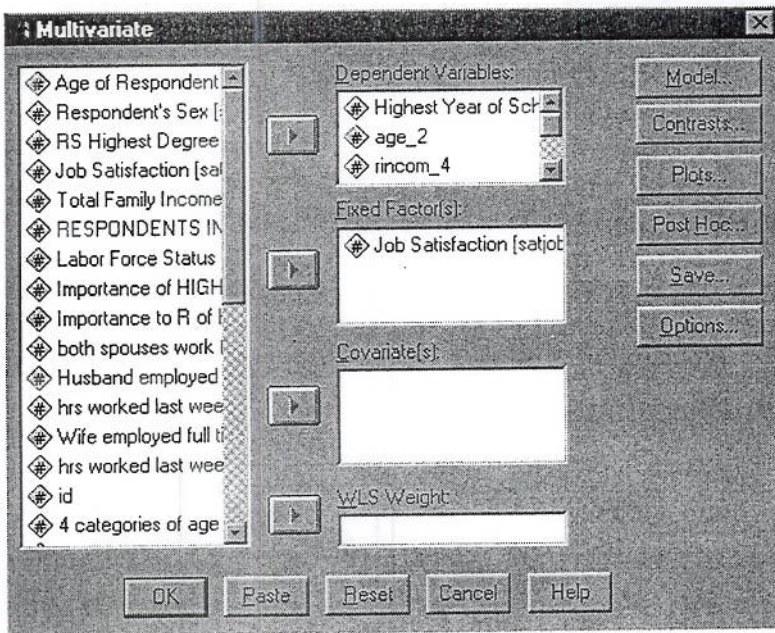 Multivariate
Age of Respondent
Respondent's Sex [
RS Highest Degree
Job Satisfaction [sat
Total Family Income
RESPONDENTS IN
Labor Force Status
Importance of HIGH
Importance to R of
both spouses work
Husband employed
hrs worked last wee
Wife employed full ti
hrs worked last wee
id
4 categories of age
Dependent Variables:
Highest Year of Sch
age_2
rincom_4
Fixed Factor(s):
Job Satisfaction [satjob
Covariate(s):
WLS Weight:
Model...
Contrasts...
Plots...
Post Hoc...
Save...
Options...
OK
Paste
Reset
Cancel
Help